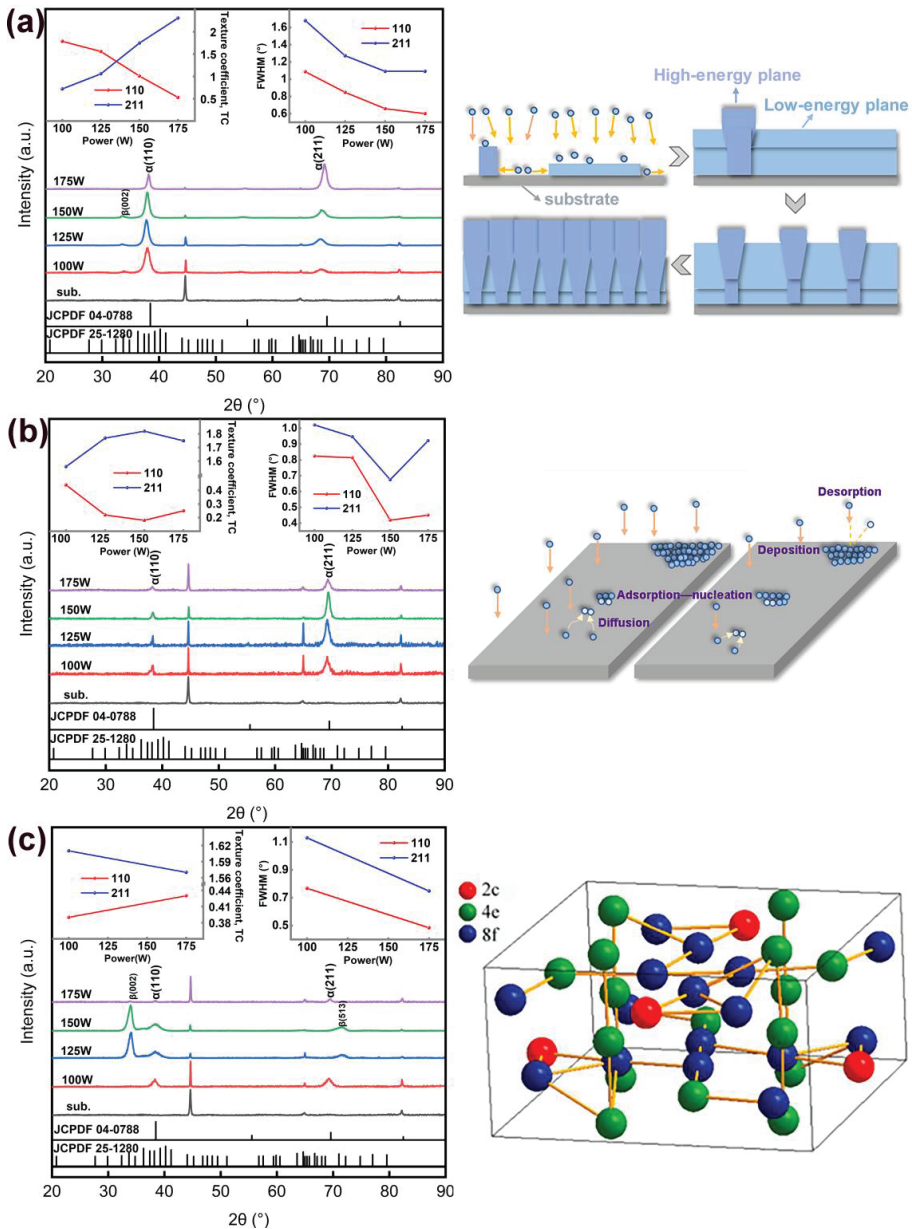 (a)
110
211
2
1.5
1
0.5
Texture coefficient, TC
100 125 150 175
Power (W)
FWHM (°)
1.6
1.4
1.2
1.0
0.8
0.6
110
211
100 125 150 175
Power (W)
Intensity (a.u.)
α(110)
α(211)
β(002)
175W
150W
125W
100W
sub.
JCPDF 04-0788
JCPDF 25-1280
20 30 40 50 60 70 80 90
2θ (°)
High-energy plane
Low-energy plane
substrate
(b)
110
211
1.8
1.7
1.6
0.4
0.3
0.2
Texture coefficient, TC
100 125 150 175
Power (W)
FWHM (°)
1.0
0.9
0.8
0.7
0.6
0.5
0.4
110
211
100 125 150 175
Power (W)
Intensity (a.u.)
α(110)
α(211)
175W
150W
125W
100W
sub.
JCPDF 04-0788
JCPDF 25-1280
20 30 40 50 60 70 80 90
2θ (°)
Desorption
Deposition
Adsorption—nucleation
Diffusion
(c)
110
211
1.62
1.59
1.56
0.44
0.41
0.38
Texture coefficient, TC
100 125 150 175
Power(W)
FWHM (°)
1.1
0.9
0.7
0.5
110
211
100 125 150 175
Power(W)
Intensity (a.u.)
β(002)
α(110)
α(211)
β(513)
175W
150W
125W
100W
sub.
JCPDF 04-0788
JCPDF 25-1280
20 30 40 50 60 70 80 90
2θ (°)
2c
4e
8f